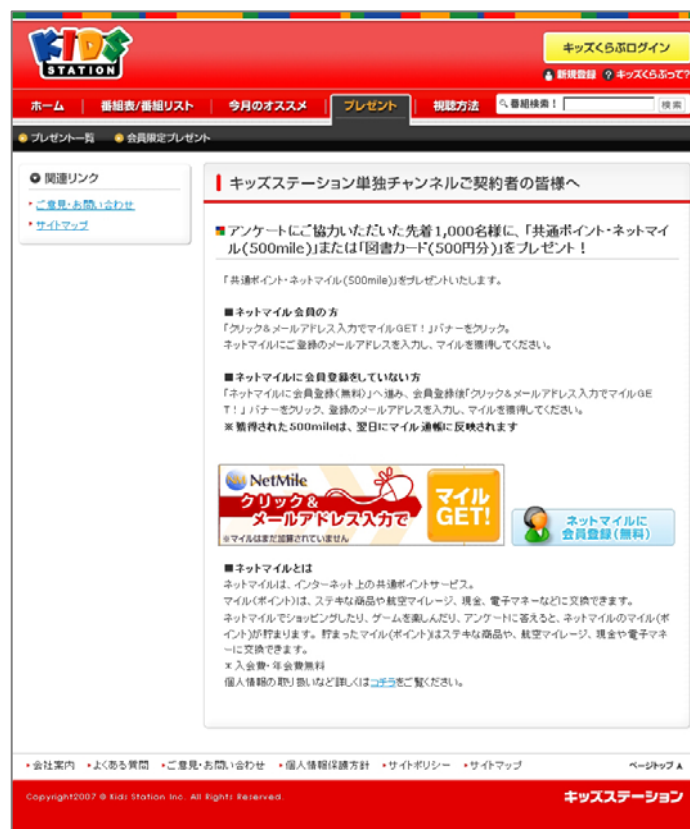 KIDS
STATION
キッズくらぶログイン
新規登録 ? キッズくらぶって?
ホーム
番組表/番組リスト
今月のオススメ
プレゼント
視聴方法
番組検索!
検索
プレゼント一覧
会員限定プレゼント
関連リンク
ご意見・お問い合わせ
サイトマップ
キッズステーション単独チャンネルご契約者の皆様へ
アンケートにご協力いただいた先着1,000名様に、「共通ポイント・ネットマイ
ル(500mile)」または「図書カード(500円分)」をプレゼント!
「共通ポイント・ネットマイル(500mile)」をプレゼントいたします。
■ネットマイル会員の方
「クリック&メールアドレス入力でマイルGET!」バナーをクリック。
ネットマイルにご登録のメールアドレスを入力し、マイルを獲得してください。
■ネットマイルに会員登録をしていない方
「ネットマイルに会員登録(無料)」へ進み、会員登録後「クリック&メールアドレス入力でマイルGE
T!」バナーをクリック、登録のメールアドレスを入力し、マイルを獲得してください。
※獲得された500mileは、翌日にマイル通帳に反映されます
NetMile
クリック&
メールアドレス入力で
※マイルはまだ加算されていません
マイル
GET!
ネットマイルに
会員登録(無料)
■ネットマイルとは
ネットマイルは、インターネット上の共通ポイントサービス。
マイル(ポイント)は、ステキな商品や航空マイレージ、現金、電子マネーなどに交換できます。
ネットマイルでショッピングしたり、ゲームを楽しんだり、アンケートに答えると、ネットマイルのマイル(ポ
イント)が貯まります。貯まったマイル(ポイント)はステキな商品や、航空マイレージ、現金や電子マネ
ーに交換できます。
※入会費・年会費無料
個人情報の取り扱いなど詳しくはコチラをご覧ください。
会社案内 ・よくある質問 ・ご意見・お問い合わせ ・個人情報保護方針 ・サイトポリシー ・サイトマップ
ページトップ▲
Copyright2007 © Kids Station Inc. All Rights Reserved.
キッズステーション